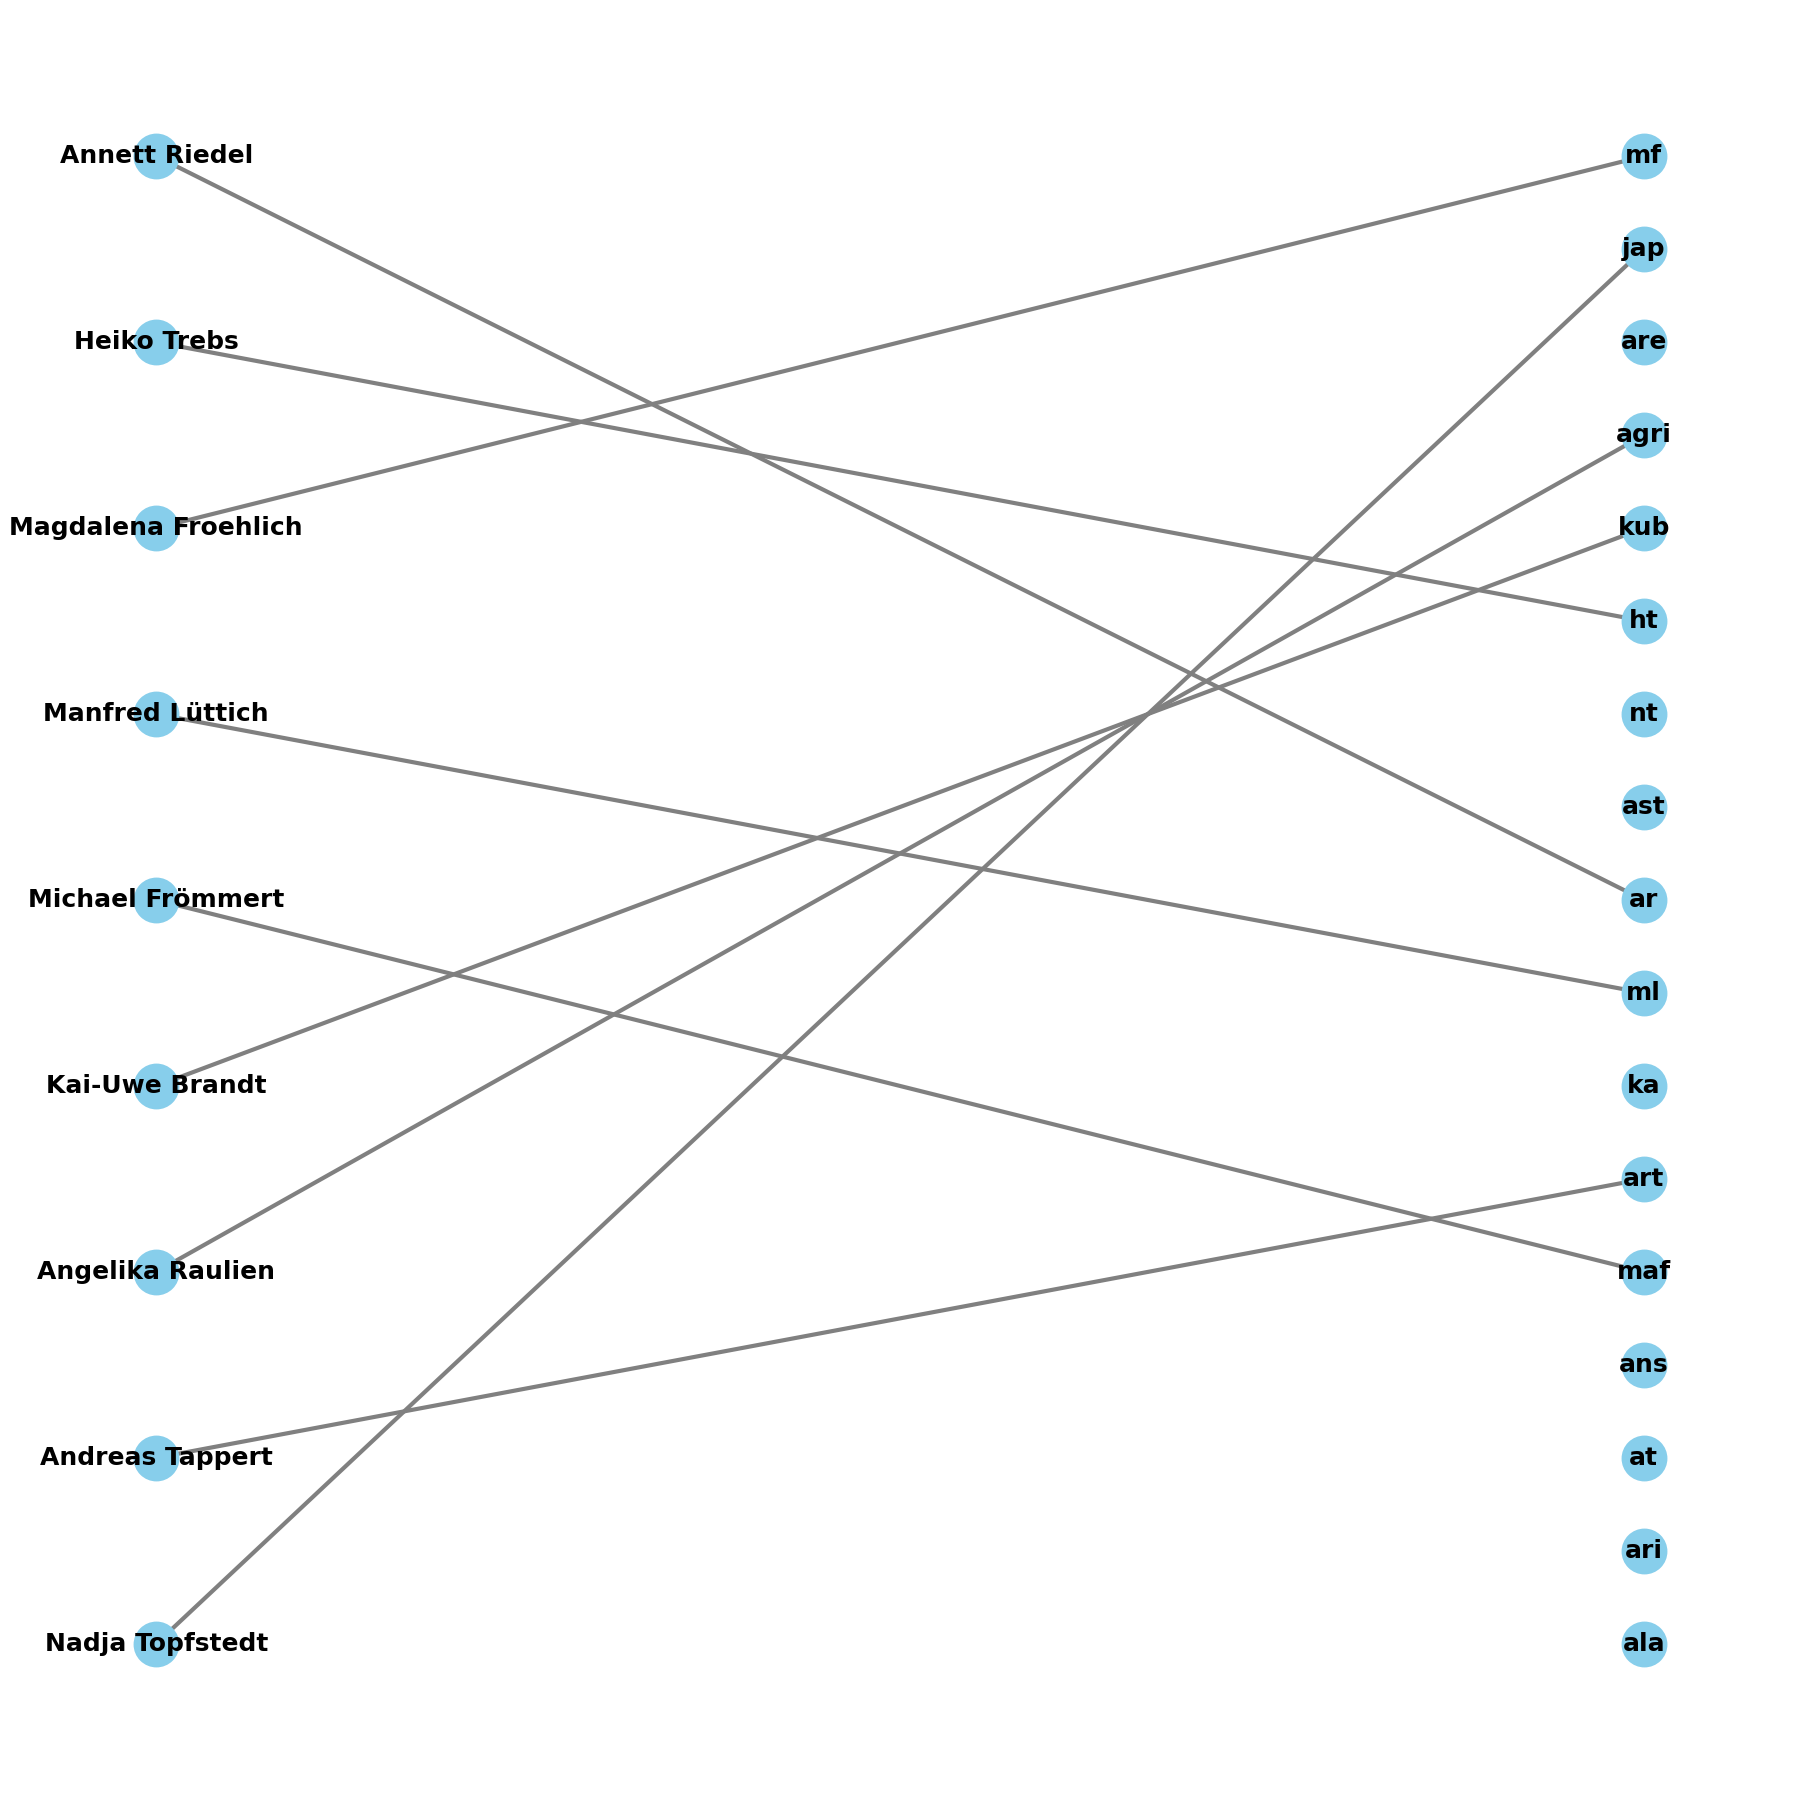 Annett Riedel
Heiko Trebs
Magdalena Froehlich
Manfred Lüttich
Michael Frömmert
Kai-Uwe Brandt
Angelika Raulien
Andreas Tappert
Nadja Topfstedt
mf
jap
are
agri
kub
ht
nt
ast
ar
ml
ka
art
maf
ans
at
ari
ala